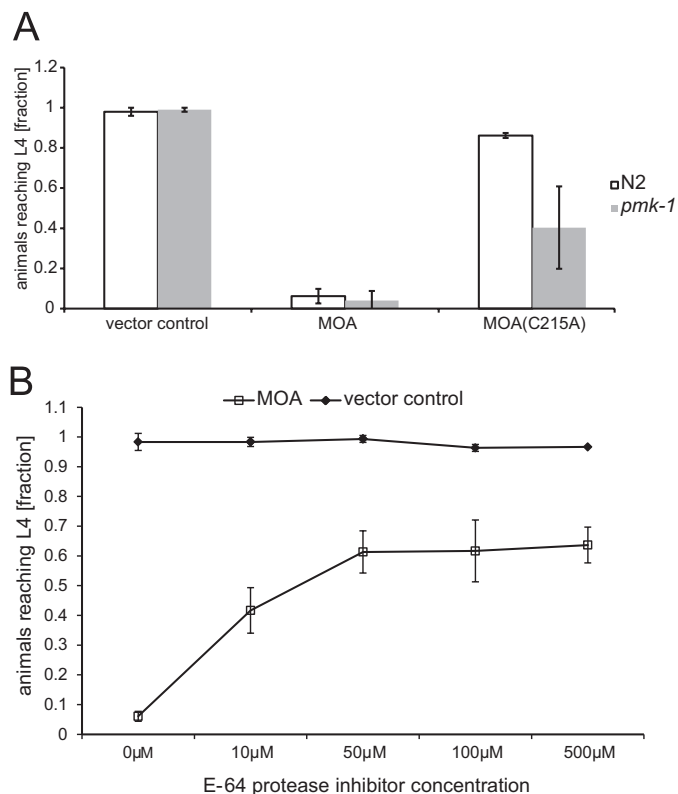 A
animals reaching L4 [fraction]
1.2
1
0.8
0.6
0.4
0.2
0
vector control
MOA
MOA(C215A)
N2
pmk-1
B
MOA
vector control
animals reaching L4 [fraction]
1.1
1
0.9
0.8
0.7
0.6
0.5
0.4
0.3
0.2
0.1
0
0µM
10µM
50µM
100µM
500µM
E-64 protease inhibitor concentration